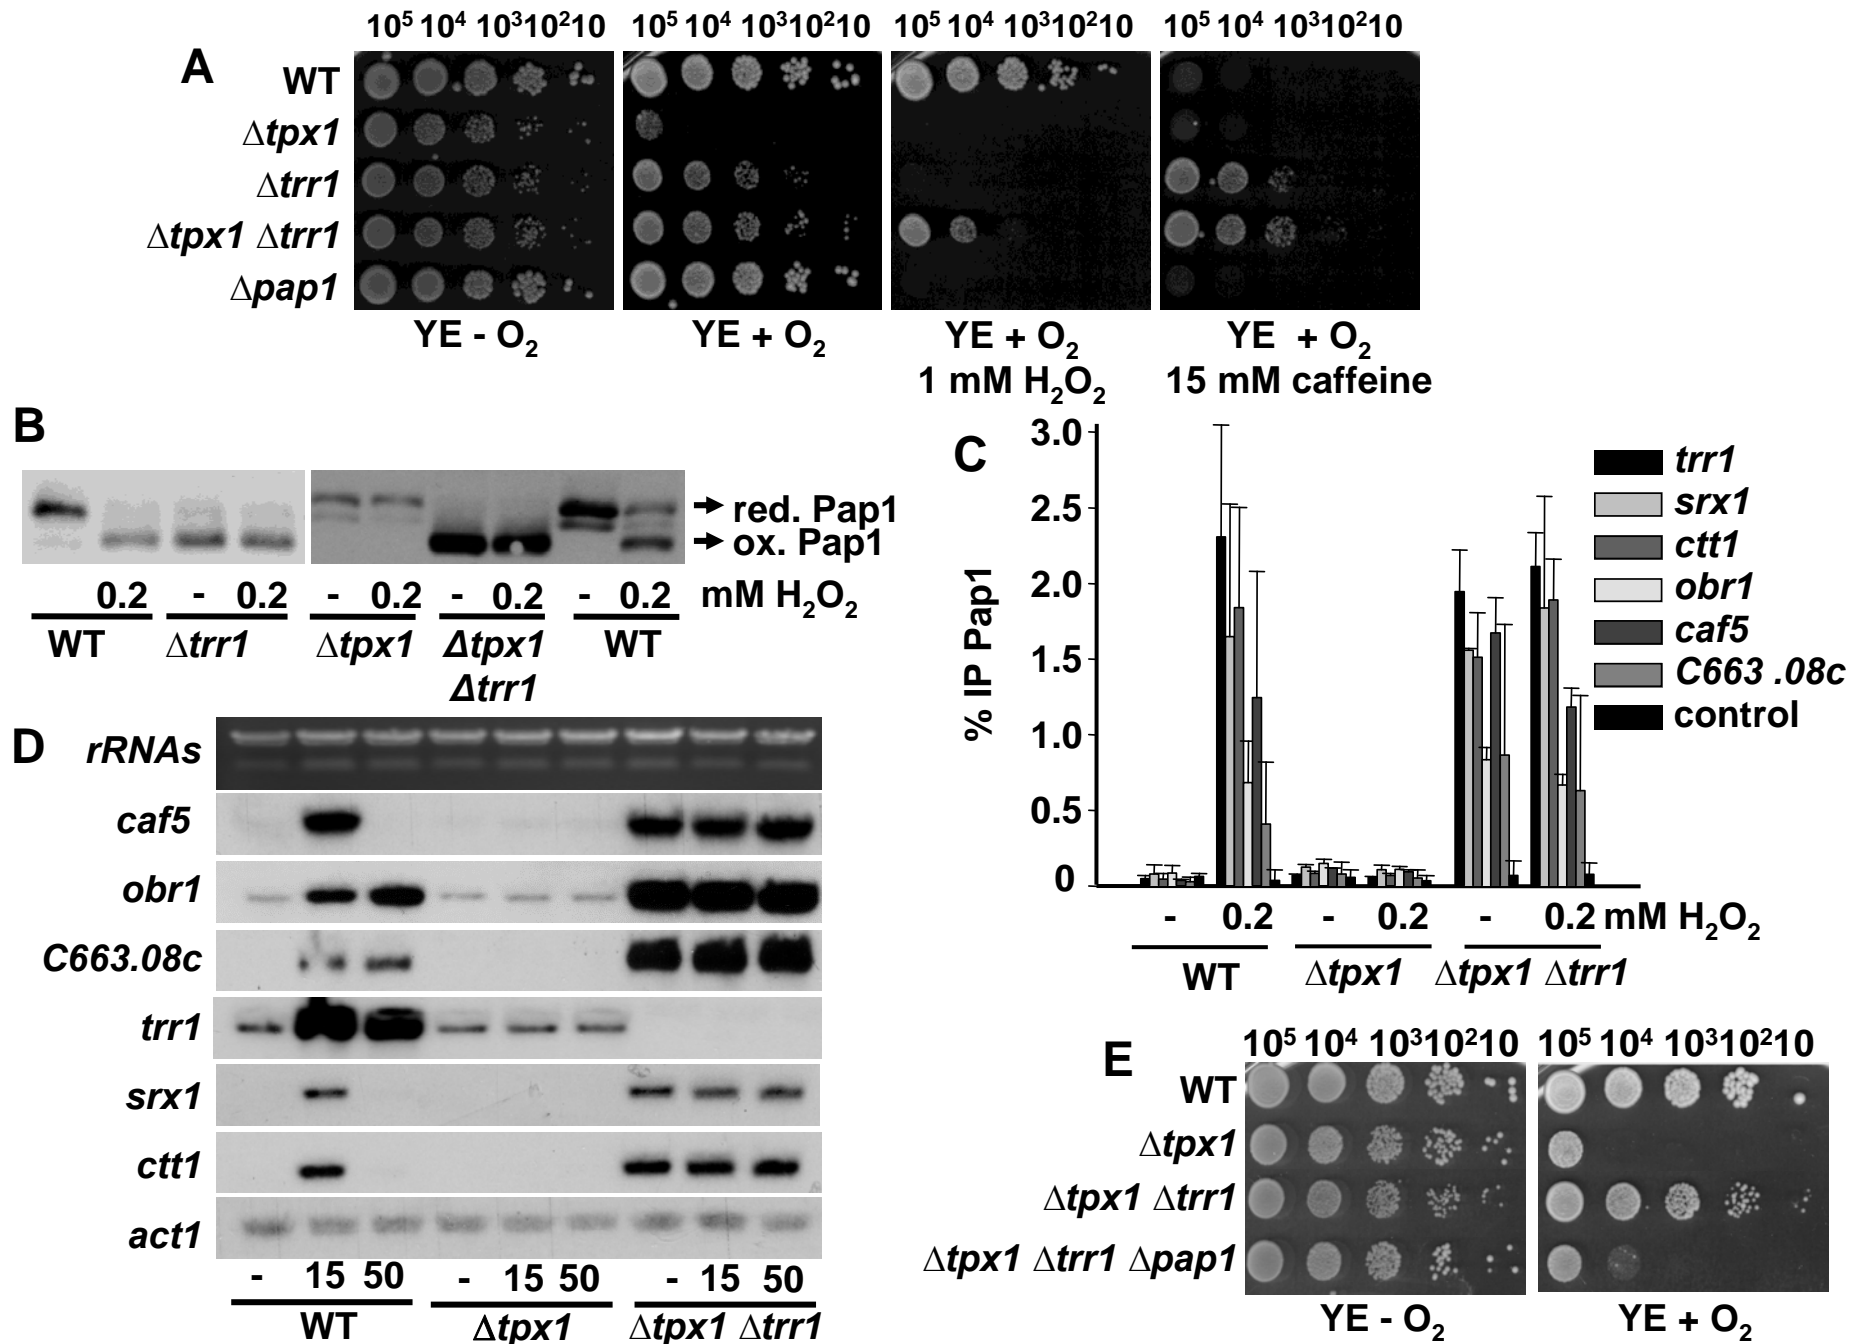 10⁵ 10⁴ 10³10²10 10⁵ 10⁴ 10³10²10 10⁵ 10⁴ 10³10²10 10⁵ 10⁴ 10³10²10
A
WT
Δtpx1
Δtrr1
Δtpx1 Δtrr1
Δpap1
YE - O₂ YE + O₂ YE + O₂ YE + O₂
1 mM H₂O₂ 15 mM caffeine
B
red. Pap1
ox. Pap1
0.2 - 0.2 - 0.2 - 0.2 - 0.2 mM H₂O₂
WT Δtrr1 Δtpx1 Δtpx1 WT
Δtrr1
C
% IP Pap1
3.0
2.5
2.0
1.5
1.0
0.5
0
trr1
srx1
ctt1
obr1
caf5
C663 .08c
control
- 0.2 - 0.2 - 0.2 mM H₂O₂
WT Δtpx1 Δtpx1 Δtrr1
D
rRNAs
caf5
obr1
C663.08c
trr1
srx1
ctt1
act1
- 15 50 - 15 50 - 15 50
WT Δtpx1 Δtpx1 Δtrr1
E
10⁵ 10⁴ 10³10²10 10⁵ 10⁴ 10³10²10
WT
Δtpx1
Δtpx1 Δtrr1
Δtpx1 Δtrr1 Δpap1
YE - O₂ YE + O₂